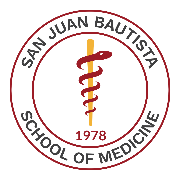 SAN JUAN BAUTISTA
1978
SCHOOL OF MEDICINE